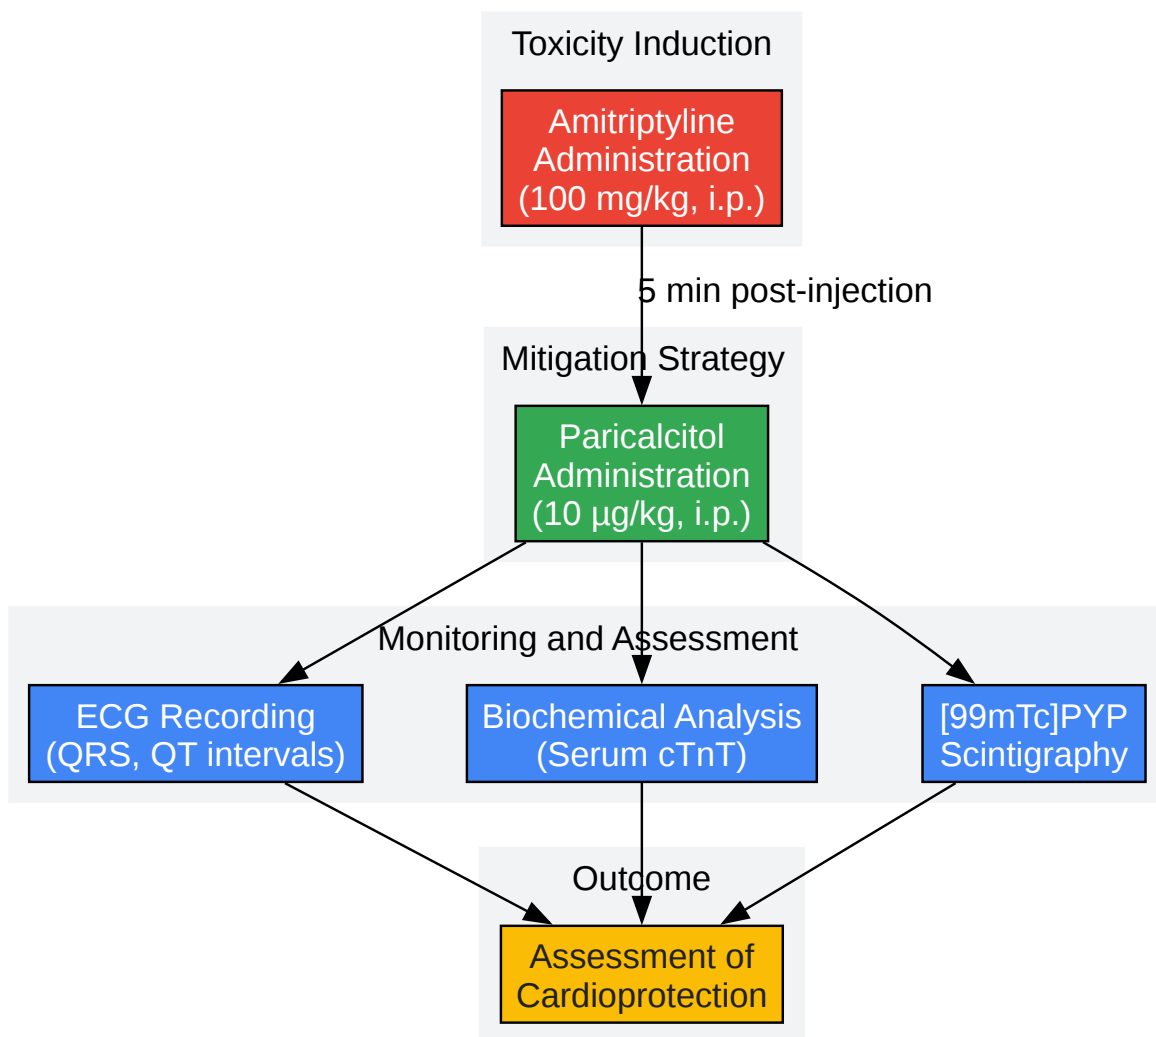 Toxicity Induction
Amitriptyline
Administration
(100 mg/kg, i.p.)
5 min post-injection
Mitigation Strategy
Paricalcitol
Administration
(10 µg/kg, i.p.)
Monitoring and Assessment
ECG Recording
(QRS, QT intervals)
Biochemical Analysis
(Serum cTnT)
[99mTc]PYP
Scintigraphy
Outcome
Assessment of
Cardioprotection